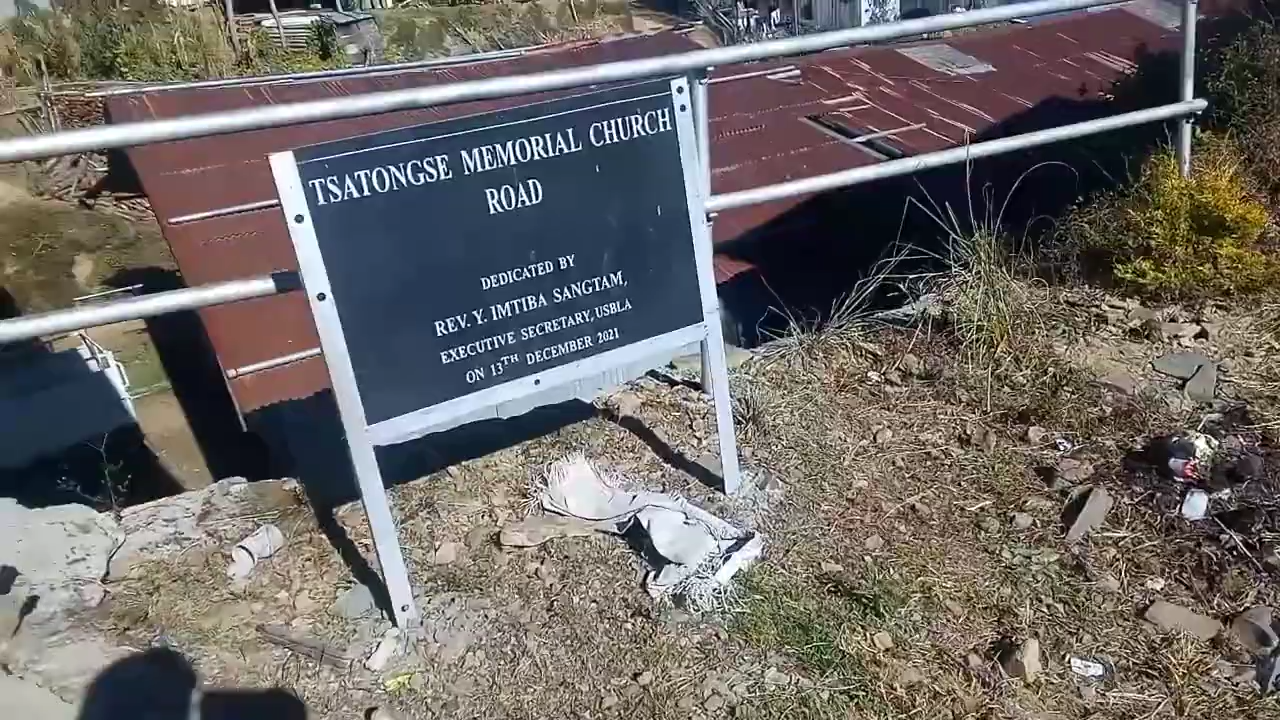 TSATONGSE MEMORIAL CHURCH
ROAD
DEDICATED BY
REV. Y. IMTIBA SANGTAM,
EXECUTIVE SECRETARY, USBLA
ON 13TH DECEMBER 2021